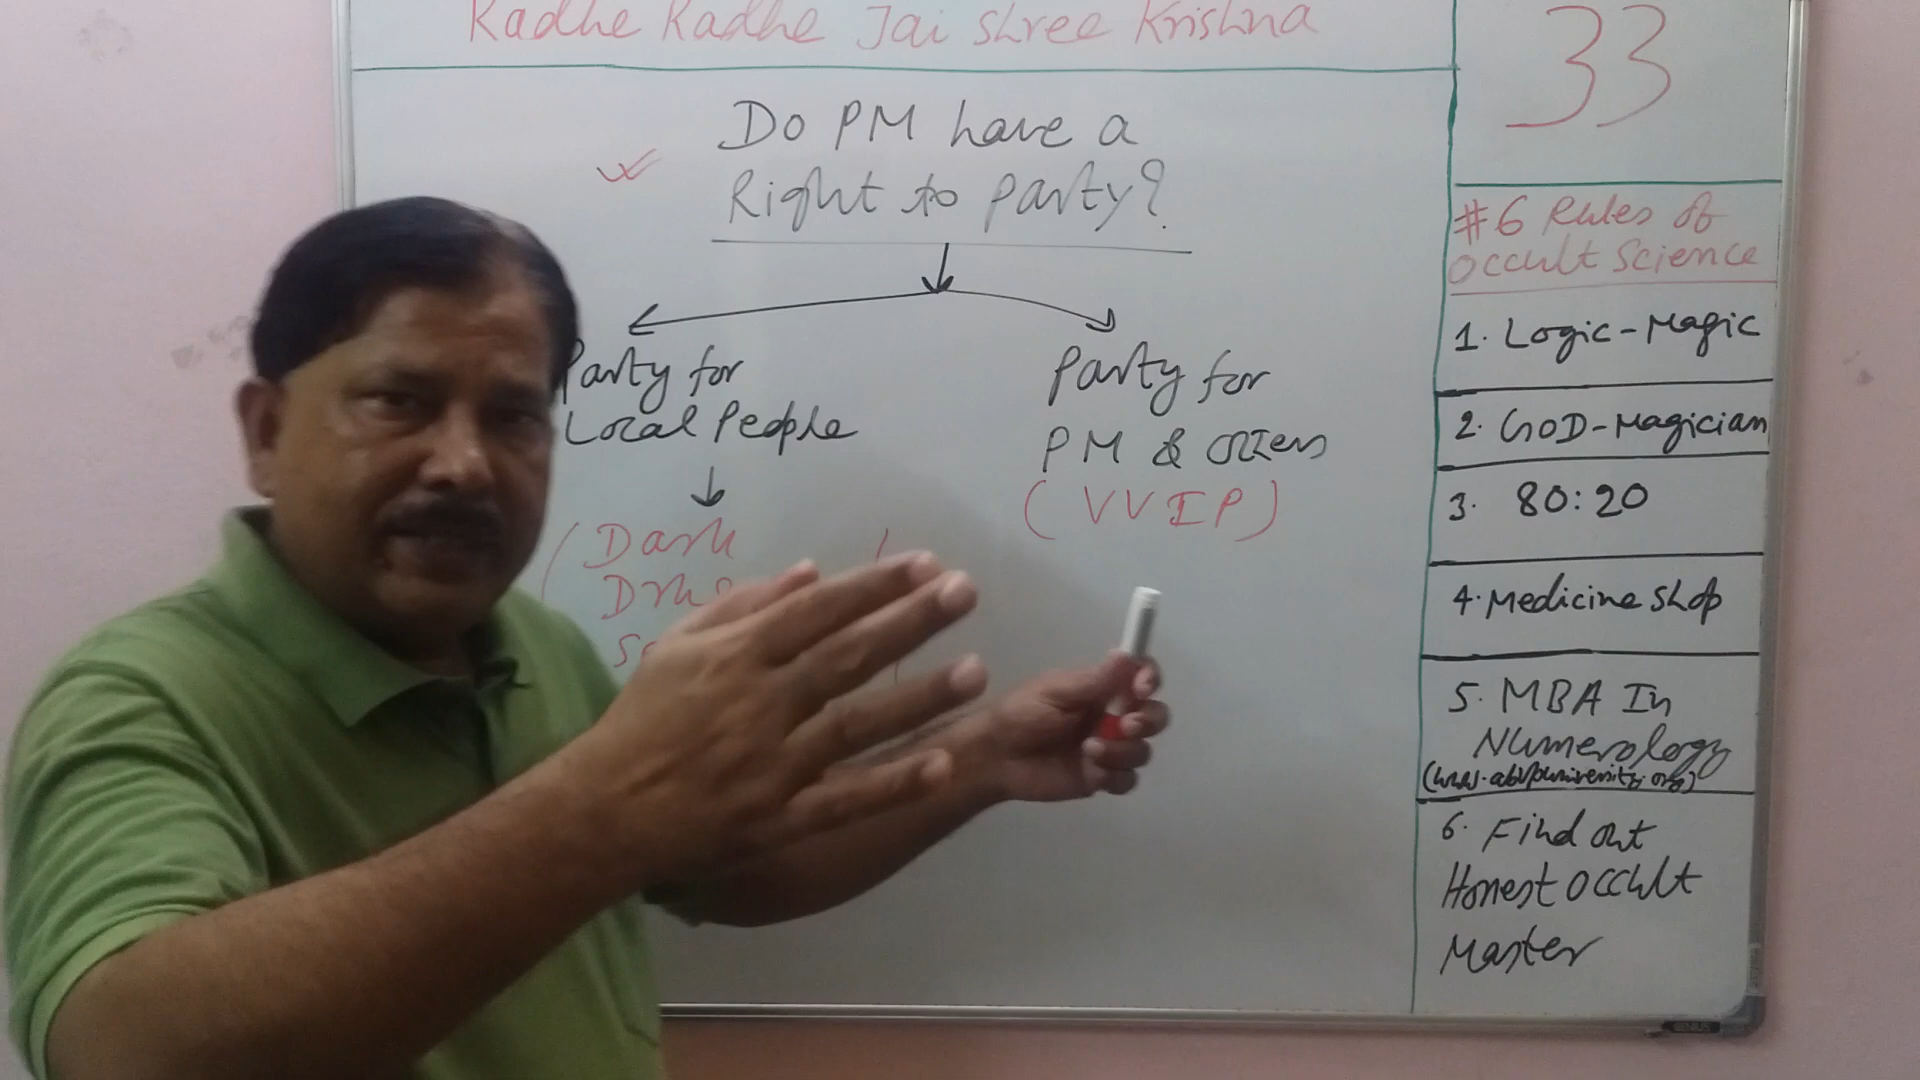 Radhe Radhe Jai Shree Krishna
Do PM have a
Right to Party?
Party for
Local People
Dark
Party for
PM & others
(VVIP)
33
#6 Rules of
Occult Science
1. Logic-Magic
2. GOD-Magician
3. 80:20
4. Medicine Shop
5. MBA In
Numerology
6. Find out
Honest Occult
Master